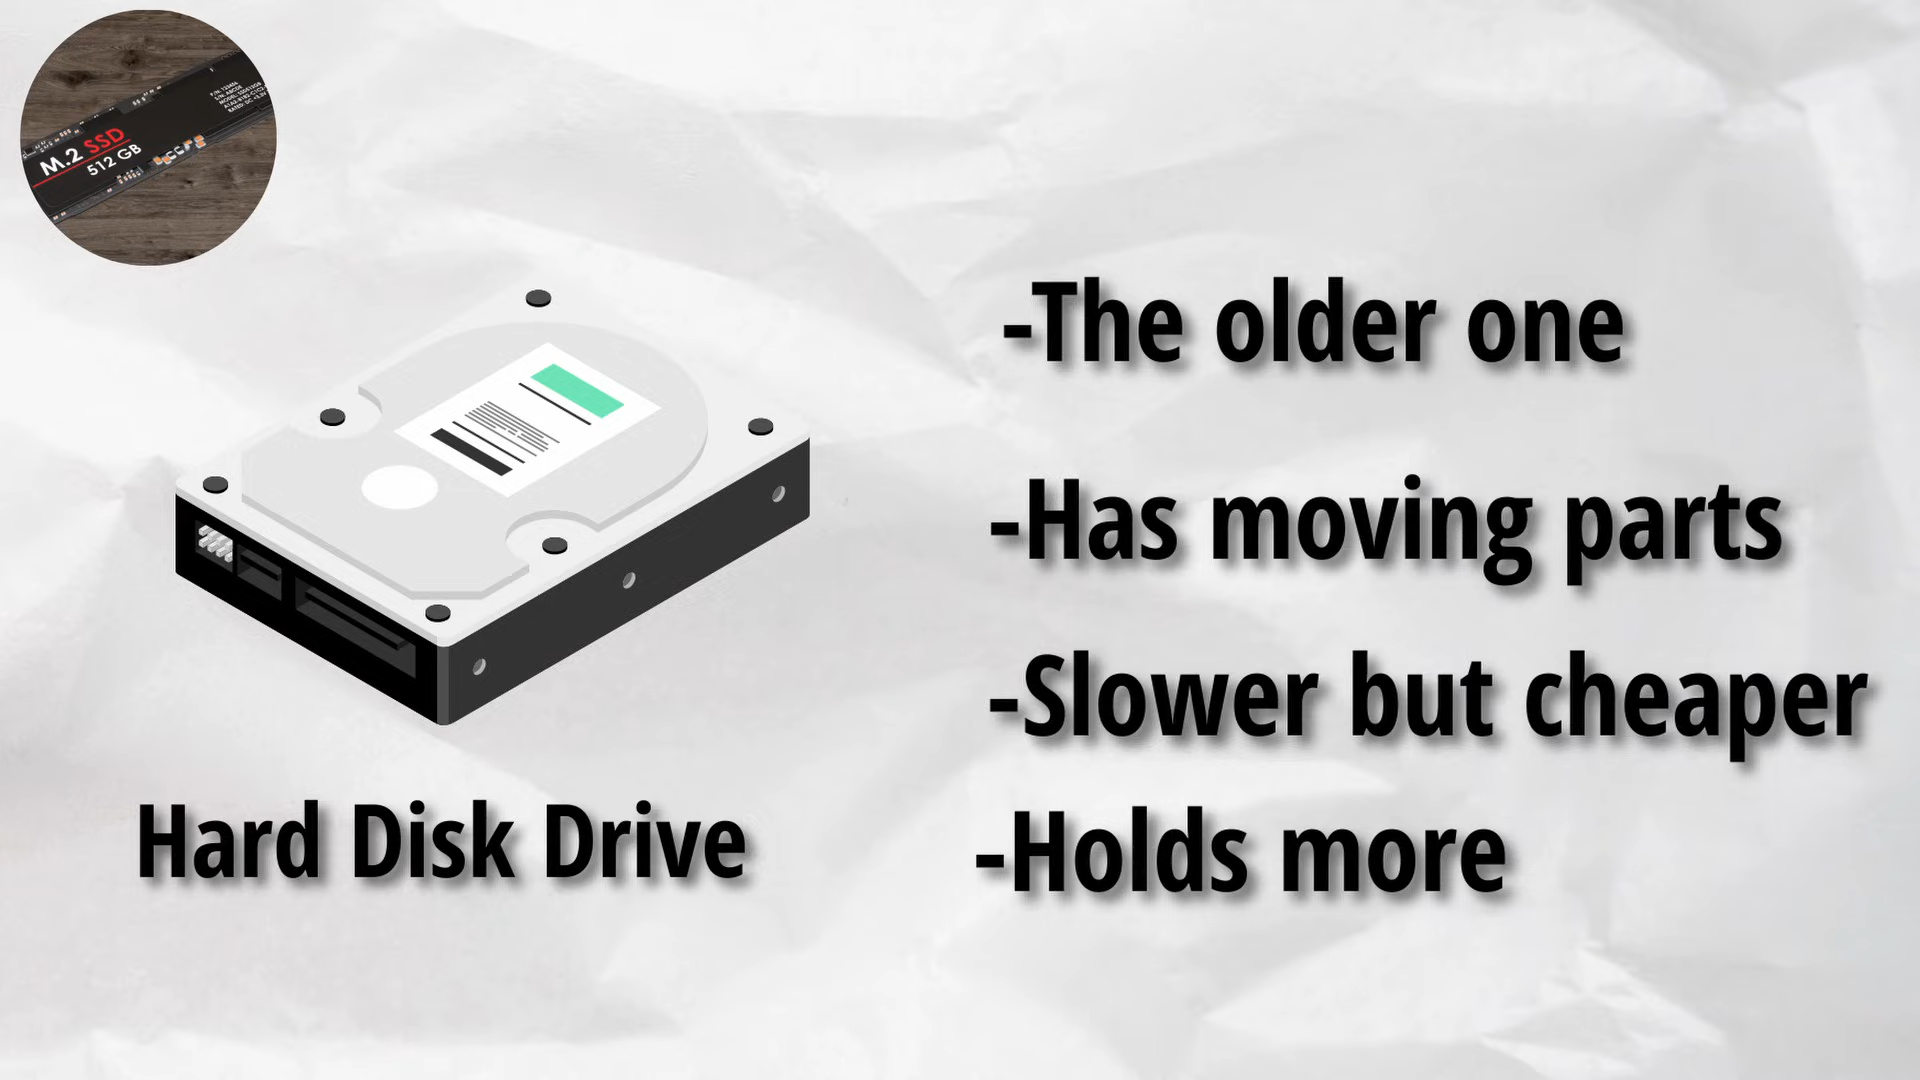 M.2 SSD
512 GB
-The older one
-Has moving parts
-Slower but cheaper
-Holds more
Hard Disk Drive